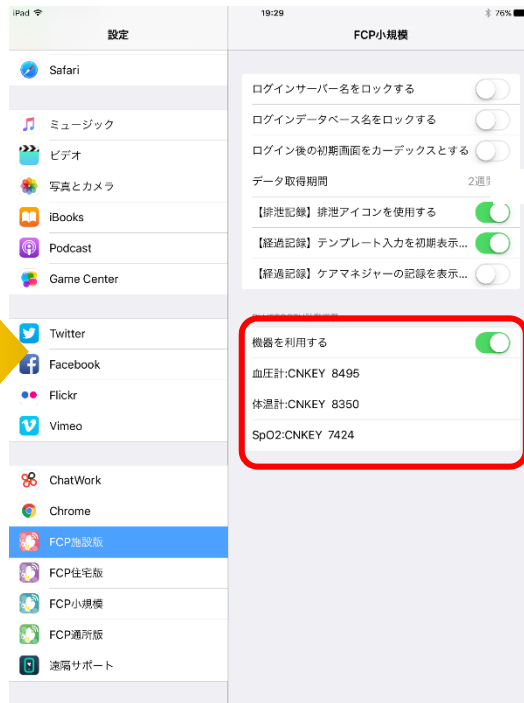 iPad 19:29 76%
設定
FCP小規模
Safari
ミュージック
ビデオ
写真とカメラ
iBooks
Podcast
Game Center
Twitter
Facebook
Flickr
Vimeo
ChatWork
Chrome
FCP施設版
FCP住宅版
FCP小規模
FCP通所版
遠隔サポート
ログインサーバー名をロックする
ログインデータベース名をロックする
ログイン後の初期画面をカーデックスとする
データ取得期間 2週
【排泄記録】排泄アイコンを使用する
【経過記録】テンプレート入力を初期表示...
【経過記録】ケアマネジャーの記録を表示...
機器を利用する
血圧計:CNKEY 8495
体温計:CNKEY 8350
SpO2:CNKEY 7424